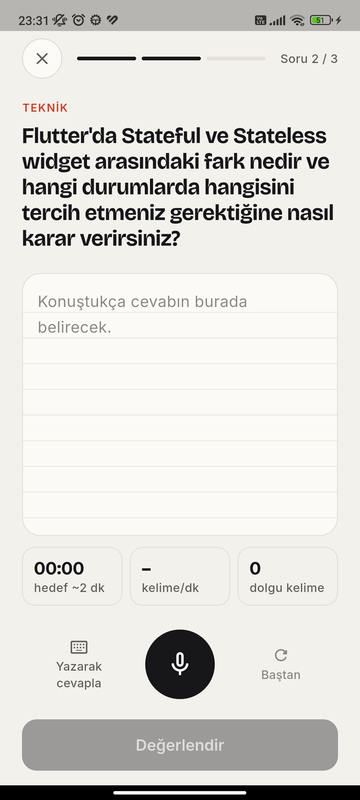 23:31
51
Soru 2 / 3
TEKNİK
Flutter'da Stateful ve Stateless
widget arasındaki fark nedir ve
hangi durumlarda hangisini
tercih etmeniz gerektiğine nasıl
karar verirsiniz?
Konuştukça cevabın burada
belirecek.
00:00
hedef ~2 dk
–
kelime/dk
0
dolgu kelime
Yazarak
cevapla
Baştan
Değerlendir